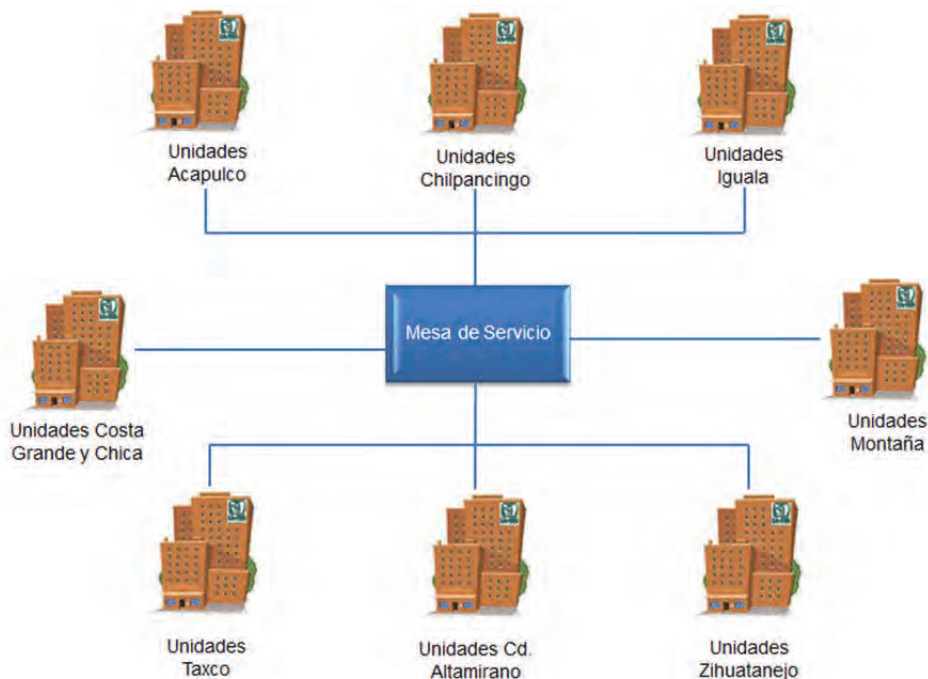 Unidades
Acapulco
Unidades
Chilpancingo
Unidades
Iguala
Mesa de Servicio
Unidades Costa
Grande y Chica
Unidades
Montaña
Unidades
Taxco
Unidades Cd.
Altamirano
Unidades
Zihuatanejo